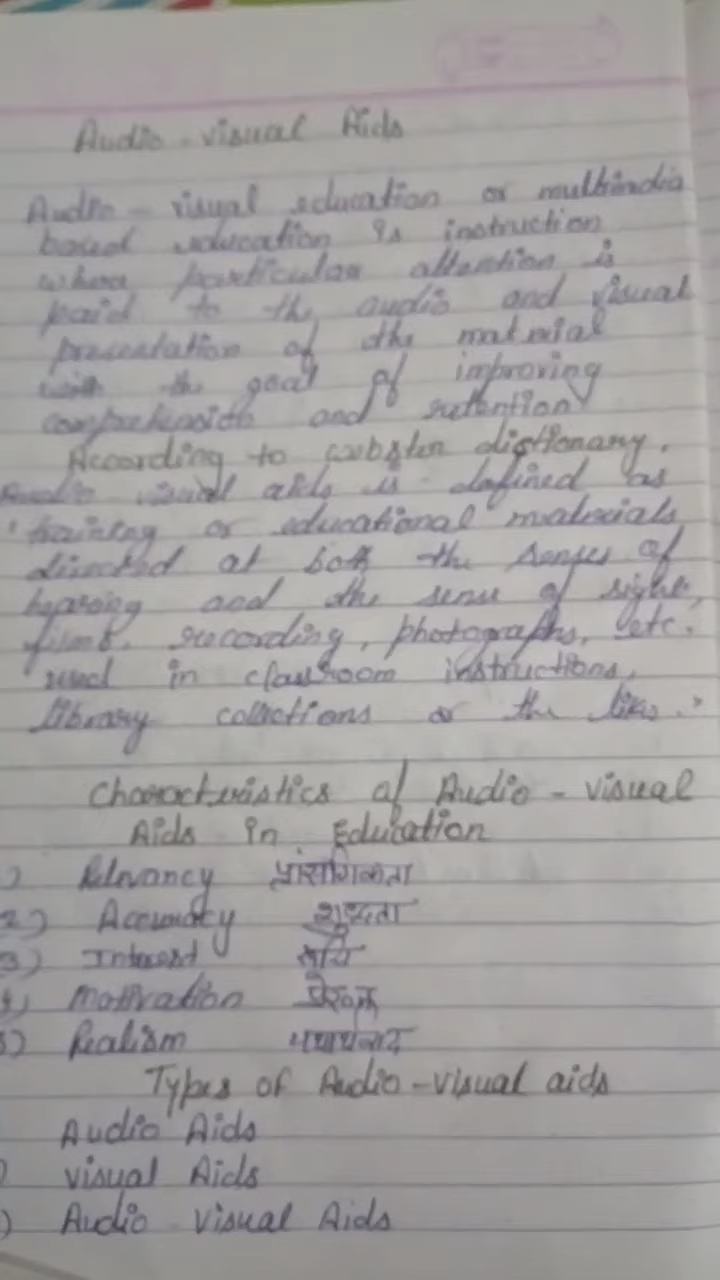 Audio-visual Aids
Audio-visual education or multimidia
based education is instruction
where particular attention is
paid to the audio and visual
presentation of the material
with the goal of improving
comprehension and retention
According to webster dictionary.
Audio visual aids is defined as
'training or educational materials
directed at both the senses of
hearing and the sense of sight,
films, recording, photographs, etc.
used in classroom instructions,
library collections or the like.'
Characteristics of Audio-visual
Aids in Education
1) Relevancy प्रांसगिकता
2) Accuracy शुद्धता
3) Interest रूचि
4) Motivation प्रेरक
5) Realism यथार्थवाद
Types of Audio-visual aids
Audio Aids
) visual Aids
) Audio-visual Aids